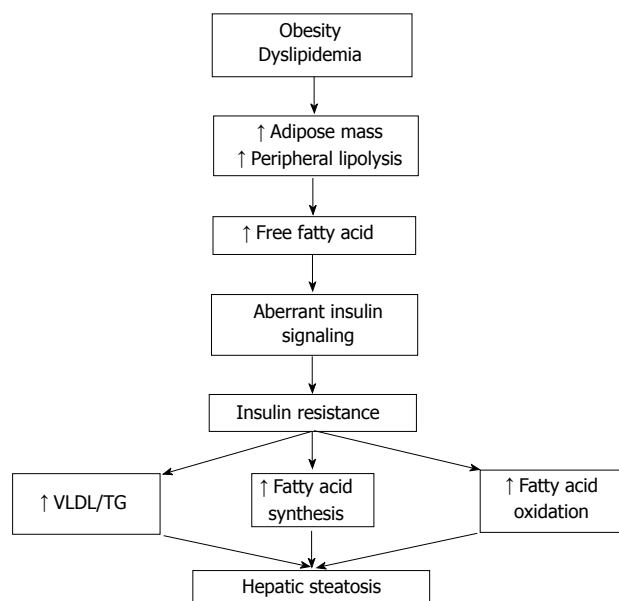 Obesity
Dyslipidemia
↑ Adipose mass
↑ Peripheral lipolysis
↑ Free fatty acid
Aberrant insulin
signaling
Insulin resistance
↑ VLDL/TG
↑ Fatty acid
synthesis
↑ Fatty acid
oxidation
Hepatic steatosis